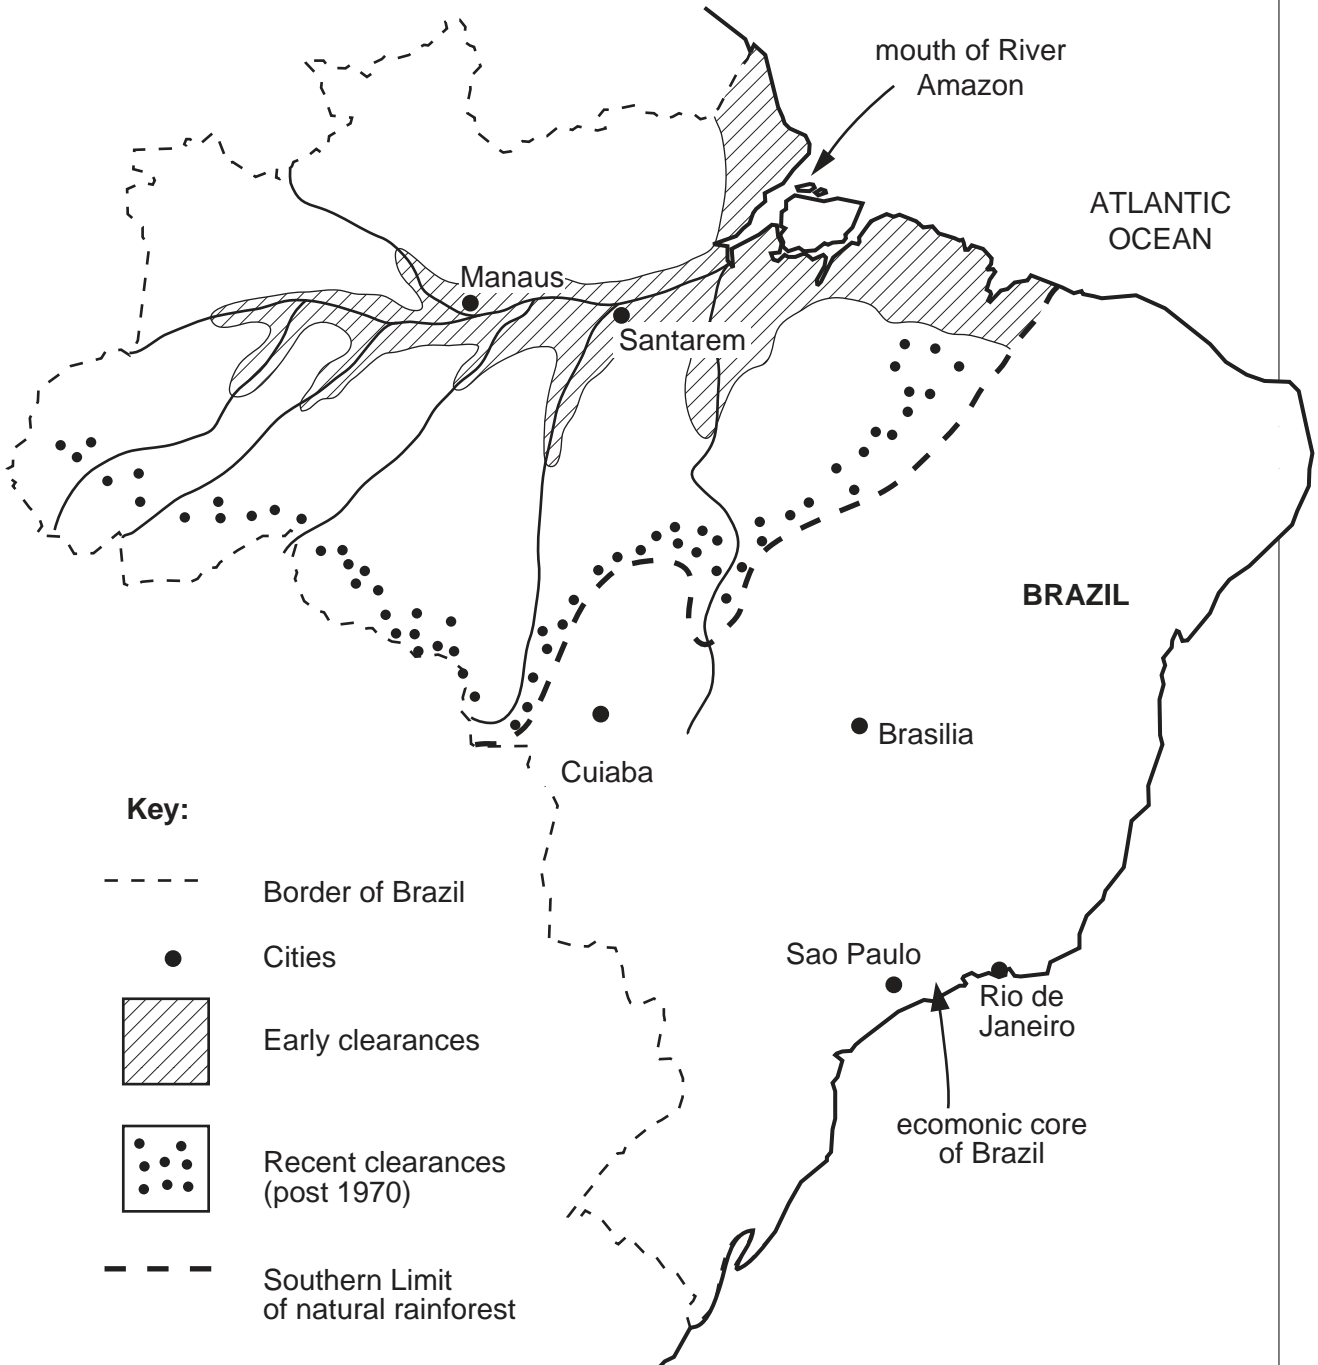 mouth of River
Amazon
ATLANTIC
OCEAN
Manaus
Santarem
BRAZIL
Brasilia
Cuiaba
Key:
Border of Brazil
Cities
Early clearances
Recent clearances
(post 1970)
Southern Limit
of natural rainforest
Sao Paulo
Rio de
Janeiro
ecomonic core
of Brazil